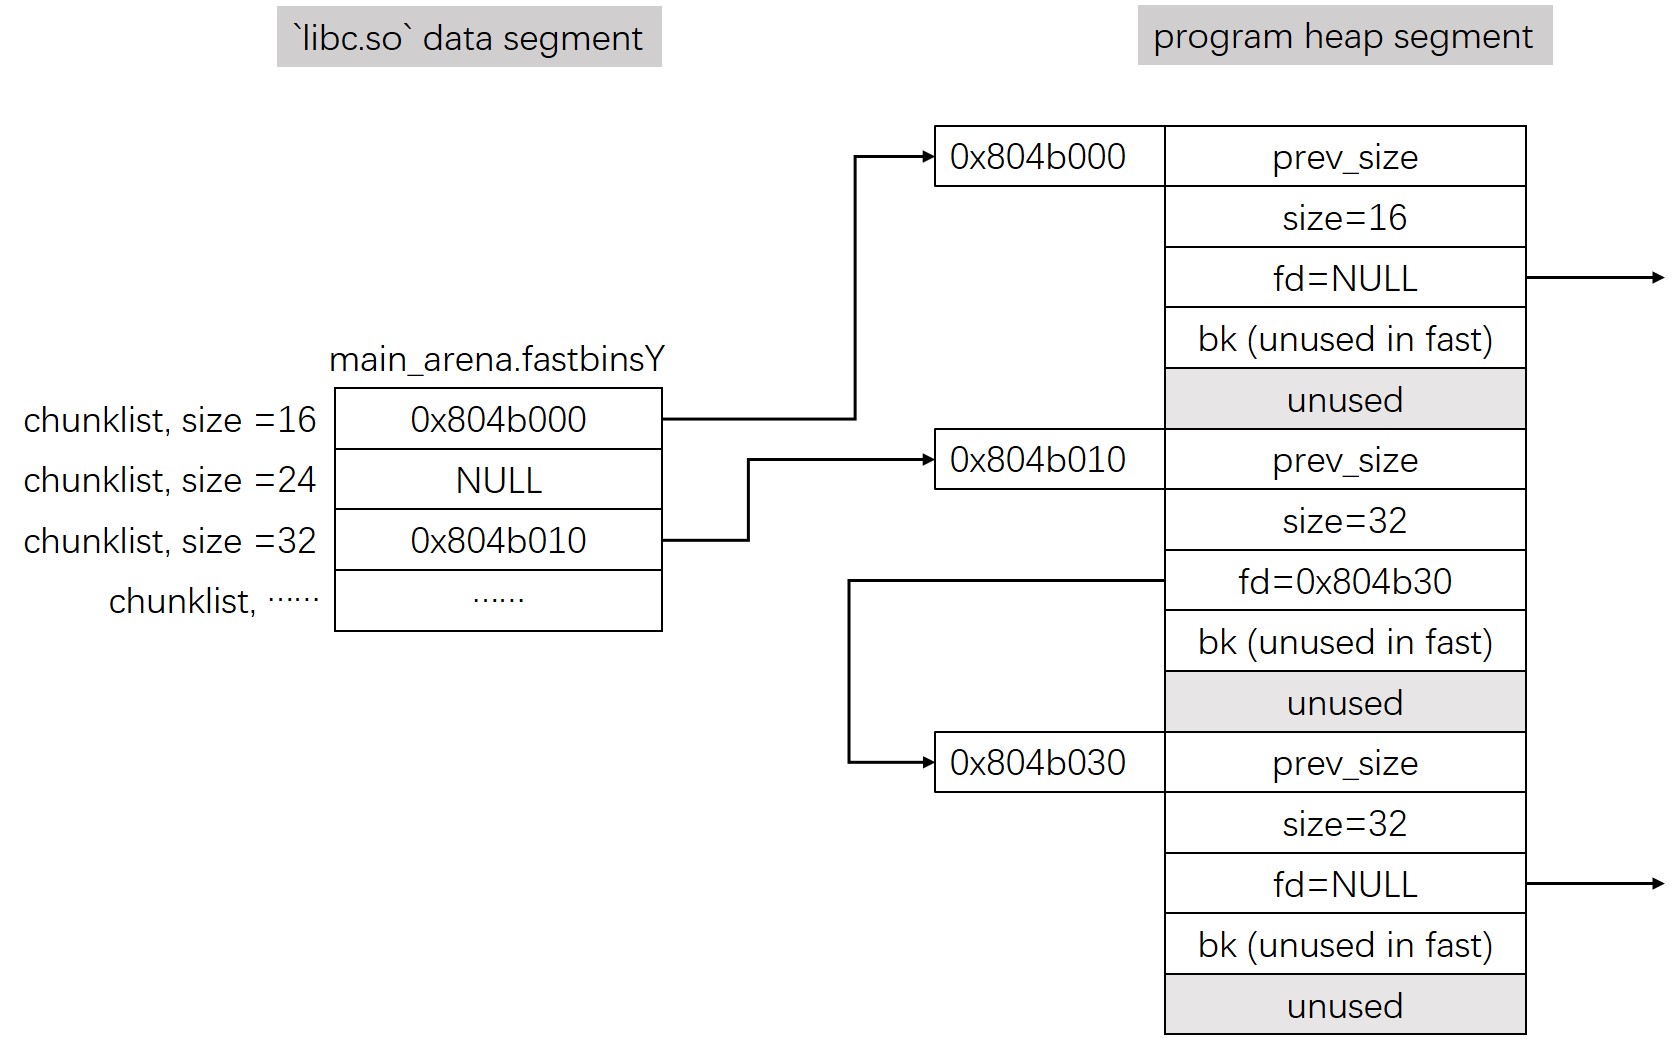 `libc.so` data segment
program heap segment
main_arena.fastbinsY
chunklist, size =16
0x804b000
chunklist, size =24
NULL
chunklist, size =32
0x804b010
chunklist, ……
……
0x804b000
prev_size
size=16
fd=NULL
bk (unused in fast)
unused
0x804b010
prev_size
size=32
fd=0x804b30
bk (unused in fast)
unused
0x804b030
prev_size
size=32
fd=NULL
bk (unused in fast)
unused